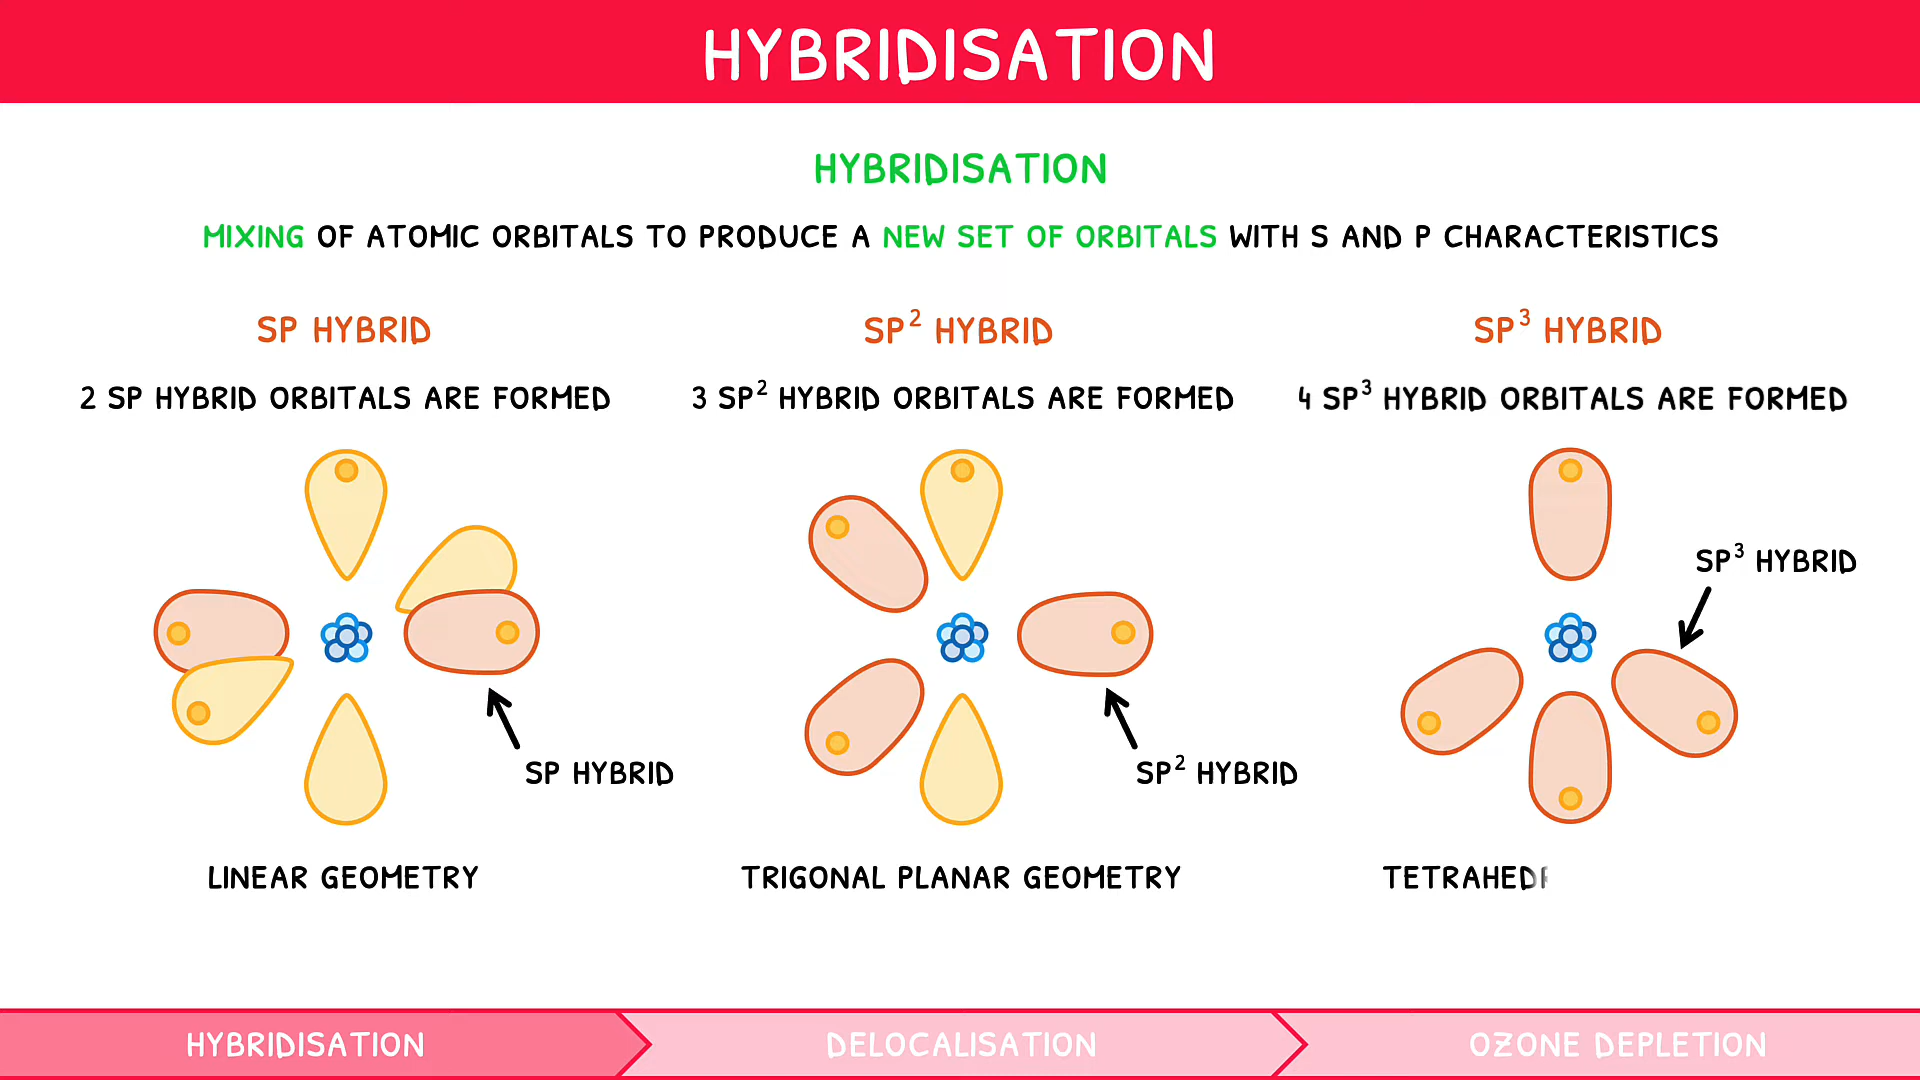 HYBRIDISATION
HYBRIDISATION
MIXING OF ATOMIC ORBITALS TO PRODUCE A NEW SET OF ORBITALS WITH S AND P CHARACTERISTICS
SP HYBRID
2 SP HYBRID ORBITALS ARE FORMED
SP HYBRID
LINEAR GEOMETRY
SP² HYBRID
3 SP² HYBRID ORBITALS ARE FORMED
SP² HYBRID
TRIGONAL PLANAR GEOMETRY
SP³ HYBRID
4 SP³ HYBRID ORBITALS ARE FORMED
SP³ HYBRID
HYBRIDISATION
DELOCALISATION
OZONE DEPLETION